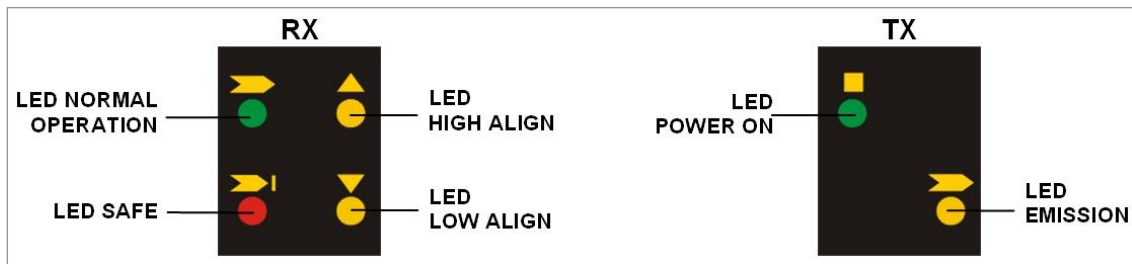 RX
LED NORMAL
OPERATION
LED
HIGH ALIGN
LED SAFE
LED
LOW ALIGN
TX
LED
POWER ON
LED
EMISSION